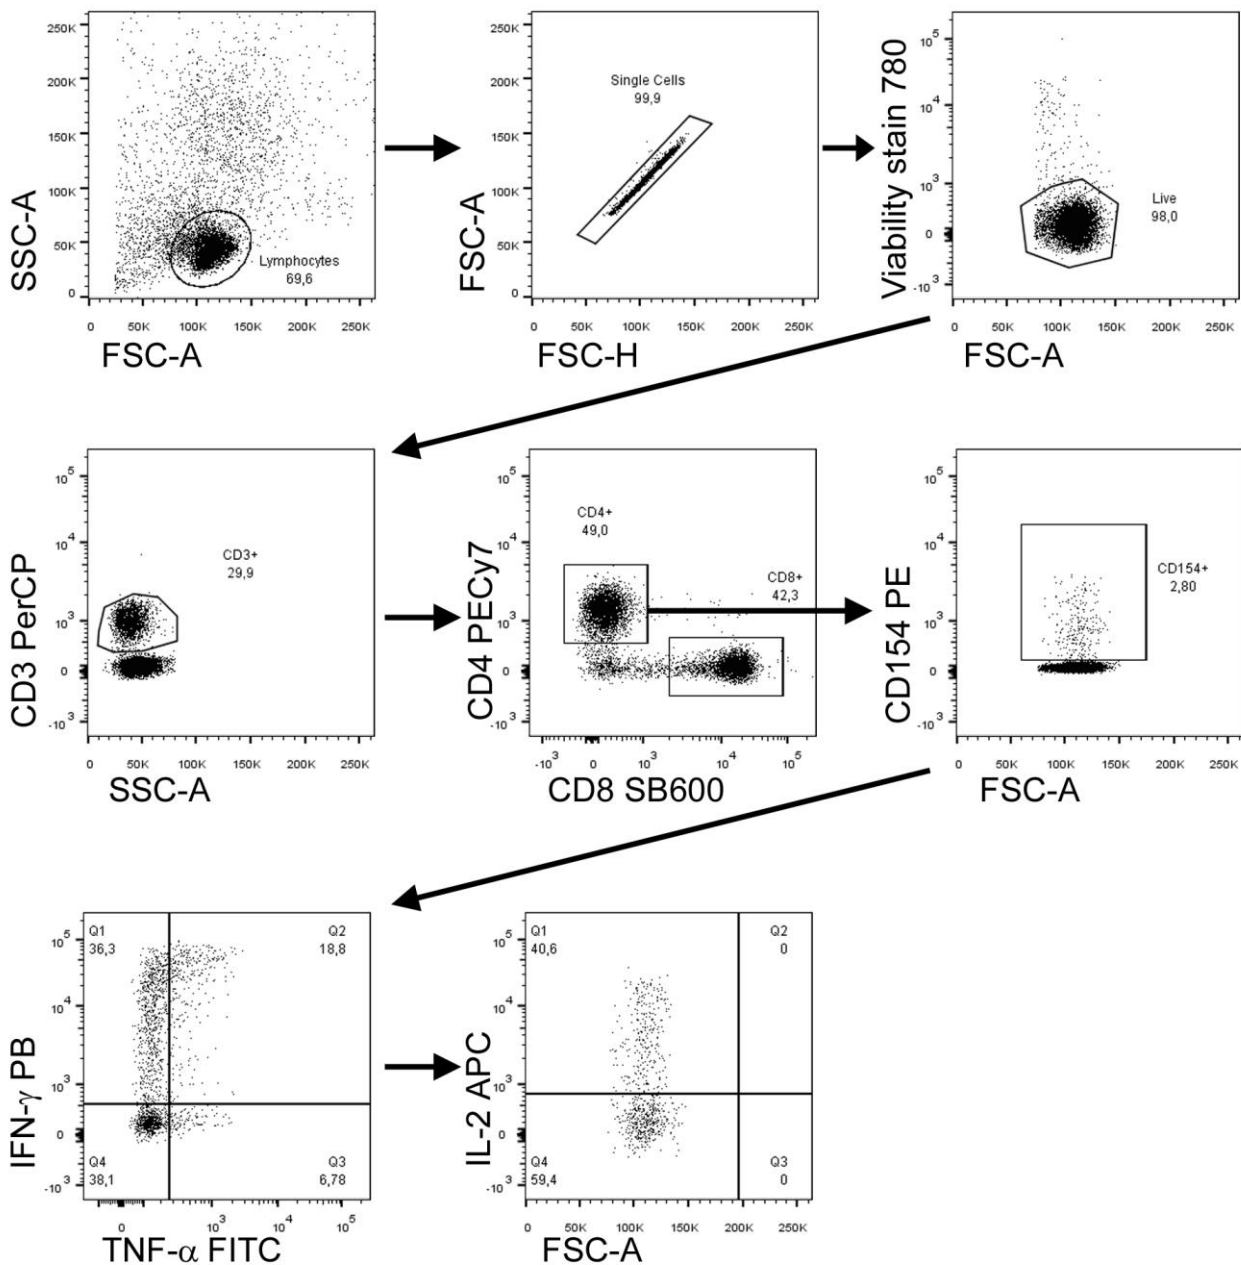 250K
200K
150K
100K
50K
0
SSC-A
Lymphocytes
69,6
0 50K 100K 150K 200K 250K
FSC-A
250K
200K
150K
100K
50K
0
FSC-A
Single Cells
99,9
0 50K 100K 150K 200K 250K
FSC-H
10^5
10^4
10^3
0
-10^3
Viability stain 780
Live
98,0
0 50K 100K 150K 200K 250K
FSC-A
10^5
10^4
10^3
0
-10^3
CD3 PerCP
CD3+
29,9
0 50K 100K 150K 200K 250K
SSC-A
10^5
10^4
10^3
0
-10^3
CD4 PECy7
CD4+
49,0
CD8+
42,3
-10^3 0 10^3 10^4 10^5
CD8 SB600
10^5
10^4
10^3
0
-10^3
CD154 PE
CD154+
2,80
0 50K 100K 150K 200K 250K
FSC-A
10^5
10^4
10^3
0
-10^3
IFN-γ PB
Q1
36,3
Q2
18,8
Q4
38,1
Q3
6,78
0 10^3 10^4 10^5
TNF-α FITC
10^5
10^4
10^3
0
-10^3
IL-2 APC
Q1
40,6
Q2
0
Q4
59,4
Q3
0
0 50K 100K 150K 200K 250K
FSC-A